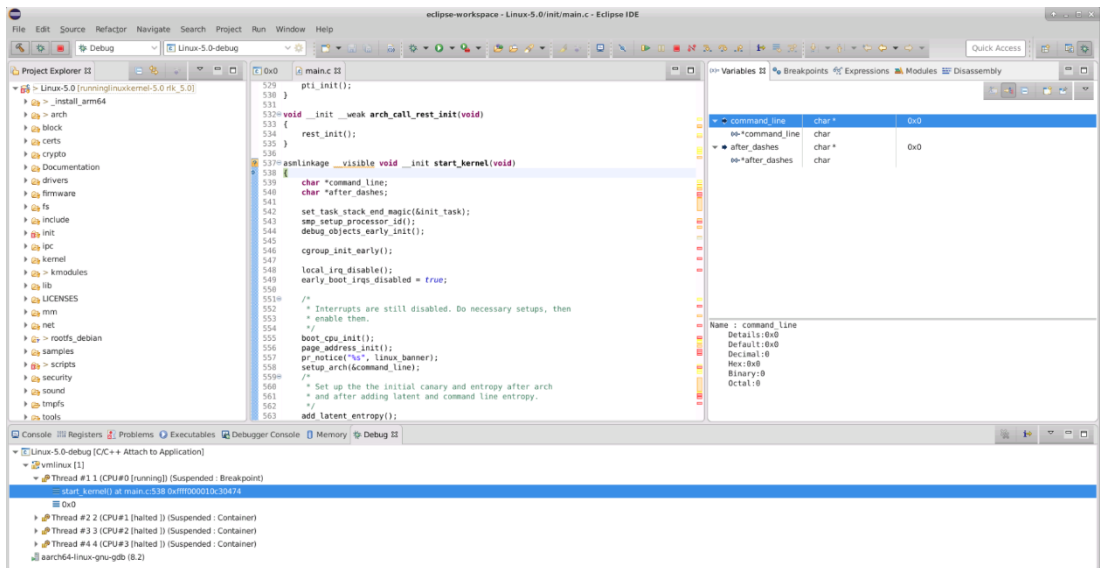 eclipse-workspace - Linux-5.0/init/main.c - Eclipse IDE
File Edit Source Refactor Navigate Search Project Run Window Help
Debug Linux-5.0-debug Quick Access
Project Explorer
> Linux-5.0 [runninglinuxkernel-5.0 rlk_5.0]
> _install_arm64
> arch
block
certs
crypto
Documentation
drivers
firmware
> fs
include
init
ipc
kernel
> kmodules
lib
LICENSES
mm
net
> rootfs_debian
samples
> scripts
security
sound
tmpfs
tools
0x0 main.c
529 pti_init();
530 }
531
532 void __init __weak arch_call_rest_init(void)
533 {
534 rest_init();
535 }
536
537 asmlinkage __visible void __init start_kernel(void)
538 {
539 char *command_line;
540 char *after_dashes;
541
542 set_task_stack_end_magic(&init_task);
543 smp_setup_processor_id();
544 debug_objects_early_init();
545
546 cgroup_init_early();
547
548 local_irq_disable();
549 early_boot_irqs_disabled = true;
550
551 /*
552 * Interrupts are still disabled. Do necessary setups, then
553 * enable them.
554 */
555 boot_cpu_init();
556 page_address_init();
557 pr_notice("%s", linux_banner);
558 setup_arch(&command_line);
559 /*
560 * Set up the the initial canary and entropy after arch
561 * and after adding latent and command line entropy.
562 */
563 add_latent_entropy();
Variables Breakpoints Expressions Modules Disassembly
command_line char * 0x0
*command_line char
after_dashes char * 0x0
*after_dashes char
Name : command_line
Details:0x0
Default:0x0
Decimal:0
Hex:0x0
Binary:0
Octal:0
Console Registers Problems Executables Debugger Console Memory Debug
Linux-5.0-debug [C/C++ Attach to Application]
vmlinux [1]
Thread #1 1 (CPU#0 [running]) (Suspended : Breakpoint)
start_kernel() at main.c:538 0xffff000010c30474
0x0
Thread #2 2 (CPU#1 [halted ]) (Suspended : Container)
Thread #3 3 (CPU#2 [halted ]) (Suspended : Container)
Thread #4 4 (CPU#3 [halted ]) (Suspended : Container)
aarch64-linux-gnu-gdb (8.2)